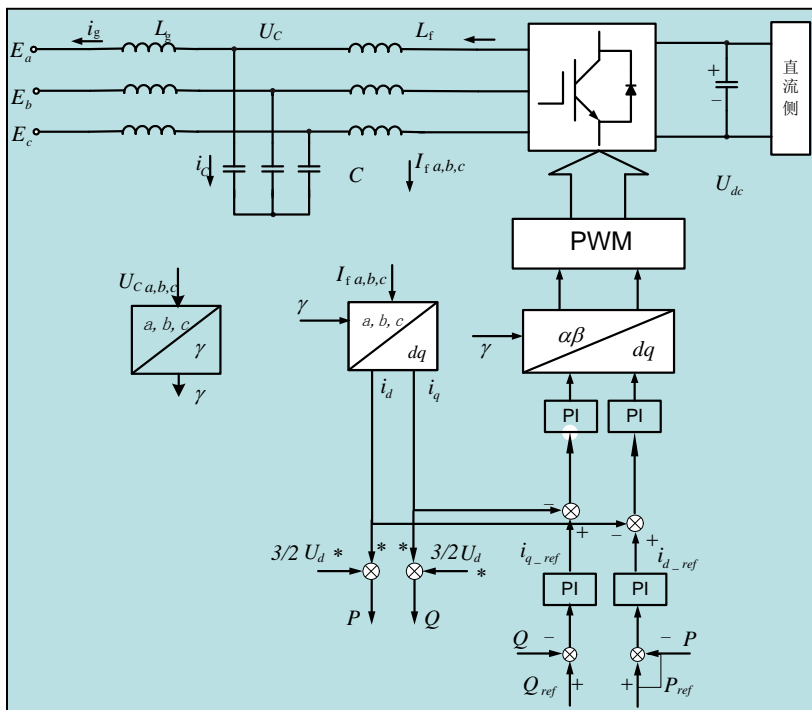 i_g L_g U_C L_f
E_a
E_b
E_c
+
−
直流侧
i_C C I_f a,b,c
U_dc
PWM
U_C a,b,c
a, b, c
γ
γ
I_f a,b,c
γ
a, b, c
dq
i_d i_q
αβ
dq
γ
PI PI
− +
− +
3/2 U_d * * * 3/2 U_d *
P Q
i_q_ref i_d_ref
PI PI
Q − − P
Q_ref + + P_ref